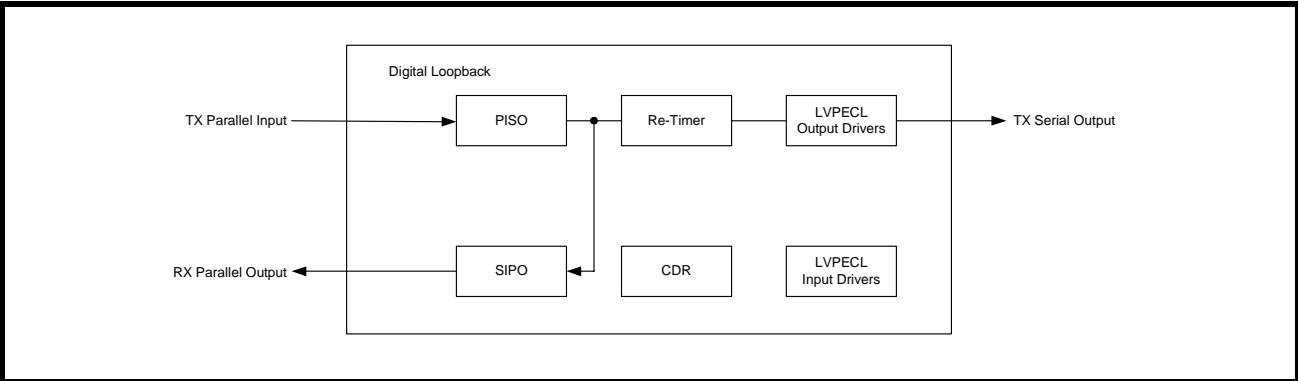 Digital Loopback
TX Parallel Input
PISO
Re-Timer
LVPECL
Output Drivers
TX Serial Output
RX Parallel Output
SIPO
CDR
LVPECL
Input Drivers